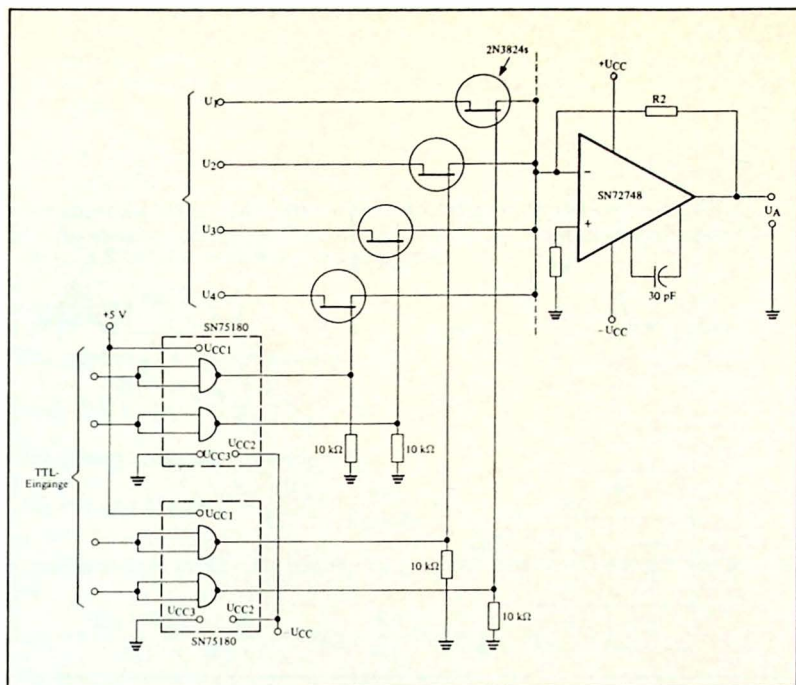 2N3824s
+UCC
R2
U1
U2
U3
U4
−
SN72748
+
UA
30 pF
−UCC
+5 V
SN75180
UCC1
UCC2
UCC3
10 kΩ
10 kΩ
TTL-
Eingange
UCC1
10 kΩ
UCC3
UCC2
10 kΩ
−UCC
SN75180